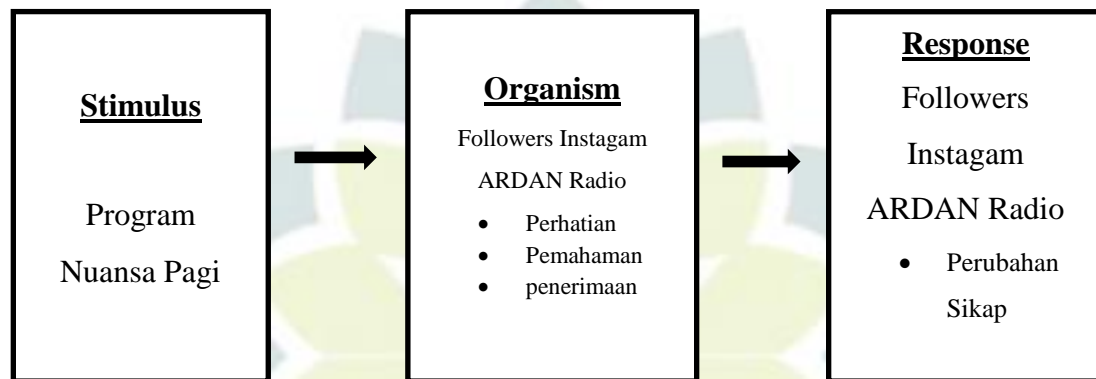 Stimulus
Program
Nuansa Pagi
Organism
Followers Instagam
ARDAN Radio
• Perhatian
• Pemahaman
• penerimaan
Response
Followers
Instagam
ARDAN Radio
• Perubahan
Sikap